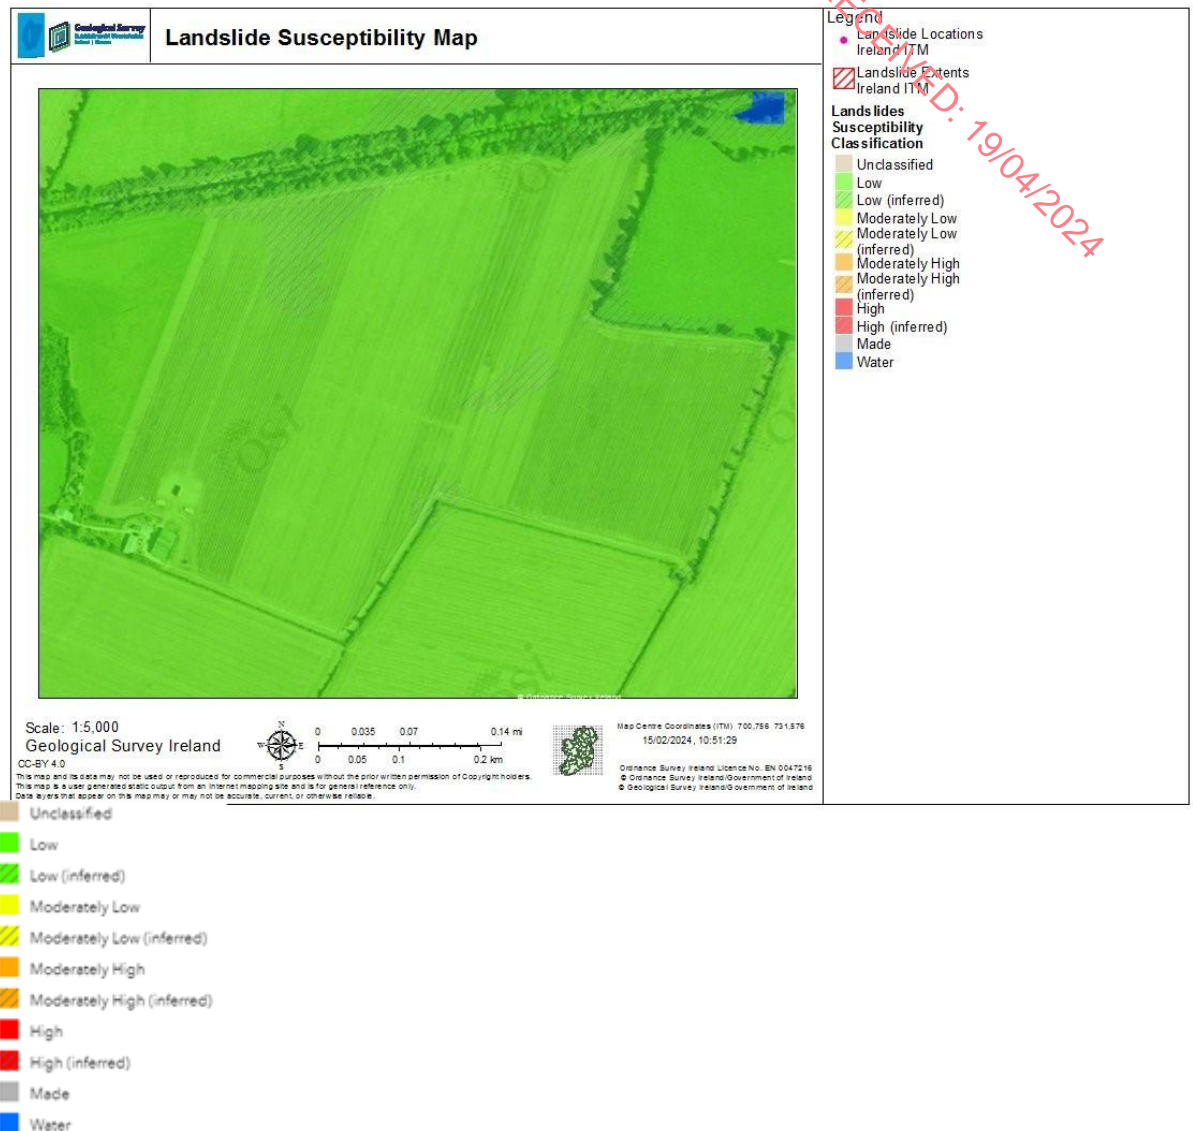 Geological Survey
Ireland |
Landslide Susceptibility Map
Legend
Landslide Locations
Ireland ITM
Landslide Extents
Ireland ITM
Landslides
Susceptibility
Classification
Unclassified
Low
Low (inferred)
Moderately Low
Moderately Low
(inferred)
Moderately High
Moderately High
(inferred)
High
High (inferred)
Made
Water
RECEIVED: 19/04/2024
OSi
OSi
© Ordnance Survey Ireland
Scale: 1:5,000
Geological Survey Ireland
CC-BY 4.0
N
W E
S
0 0.035 0.07 0.14 mi
0 0.05 0.1 0.2 km
Map Centre Coordinates (ITM) 700,756 731,576
15/02/2024, 10:51:29
Ordnance Survey Ireland Licence No. EN 0047216
© Ordnance Survey Ireland/Government of Ireland
© Geological Survey Ireland/Government of Ireland
This map and its data may not be used or reproduced for commercial purposes without the prior written permission of Copyright holders.
This map is a user generated static output from an Internet mapping site and is for general reference only.
Data layers that appear on this map may or may not be accurate, current, or otherwise reliable.
Unclassified
Low
Low (inferred)
Moderately Low
Moderately Low (inferred)
Moderately High
Moderately High (inferred)
High
High (inferred)
Made
Water